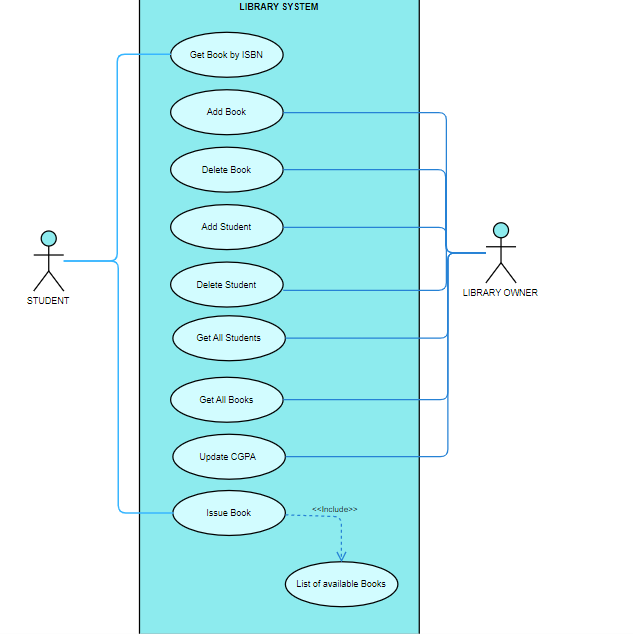 LIBRARY SYSTEM
Get Book by ISBN
Add Book
Delete Book
Add Student
STUDENT
Delete Student
LIBRARY OWNER
Get All Students
Get All Books
Update CGPA
Issue Book
<<Include>>
List of available Books